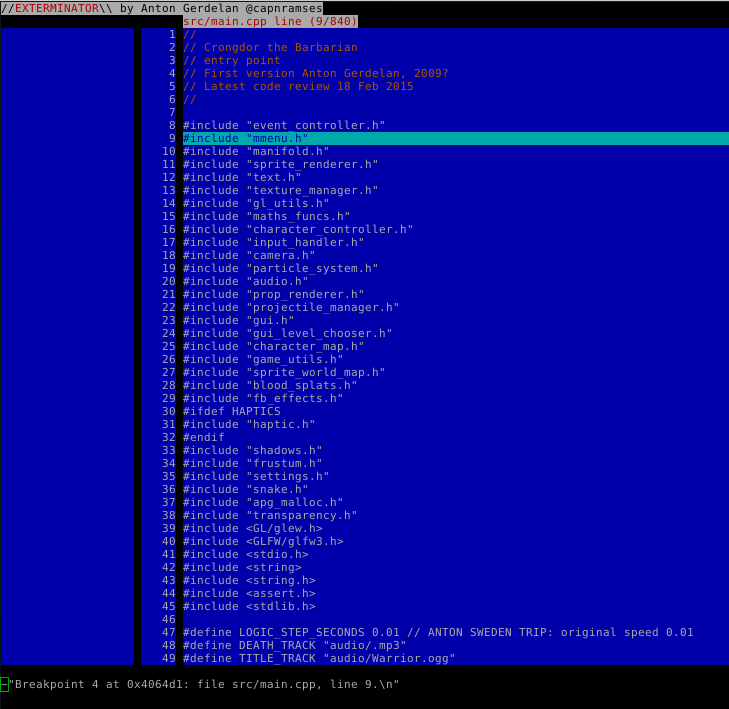 //EXTERMINATOR\\ by Anton Gerdelan @capnramses
src/main.cpp line (9/840)
1 //
2 // Crongdor the Barbarian
3 // entry point
4 // First version Anton Gerdelan, 2009?
5 // Latest code review 18 Feb 2015
6 //
7
8 #include "event_controller.h"
9 #include "mmenu.h"
10 #include "manifold.h"
11 #include "sprite_renderer.h"
12 #include "text.h"
13 #include "texture_manager.h"
14 #include "gl_utils.h"
15 #include "maths_funcs.h"
16 #include "character_controller.h"
17 #include "input_handler.h"
18 #include "camera.h"
19 #include "particle_system.h"
20 #include "audio.h"
21 #include "prop_renderer.h"
22 #include "projectile_manager.h"
23 #include "gui.h"
24 #include "gui_level_chooser.h"
25 #include "character_map.h"
26 #include "game_utils.h"
27 #include "sprite_world_map.h"
28 #include "blood_splats.h"
29 #include "fb_effects.h"
30 #ifdef HAPTICS
31 #include "haptic.h"
32 #endif
33 #include "shadows.h"
34 #include "frustum.h"
35 #include "settings.h"
36 #include "snake.h"
37 #include "apg_malloc.h"
38 #include "transparency.h"
39 #include <GL/glew.h>
40 #include <GLFW/glfw3.h>
41 #include <stdio.h>
42 #include <string>
43 #include <string.h>
44 #include <assert.h>
45 #include <stdlib.h>
46
47 #define LOGIC_STEP_SECONDS 0.01 // ANTON SWEDEN TRIP: original speed 0.01
48 #define DEATH_TRACK "audio/.mp3"
49 #define TITLE_TRACK "audio/Warrior.ogg"
~"Breakpoint 4 at 0x4064d1: file src/main.cpp, line 9.\n"